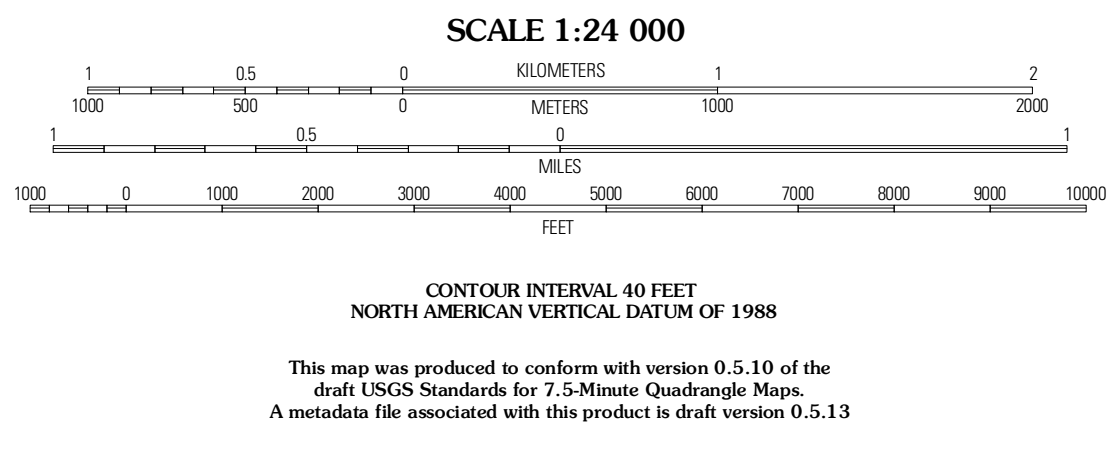 SCALE 1:24 000
1 0.5 0 KILOMETERS 1 2
1000 500 0 METERS 1000 2000
1 0.5 0 1
MILES
1000 0 1000 2000 3000 4000 5000 6000 7000 8000 9000 10000
FEET
CONTOUR INTERVAL 40 FEET
NORTH AMERICAN VERTICAL DATUM OF 1988
This map was produced to conform with version 0.5.10 of the
draft USGS Standards for 7.5-Minute Quadrangle Maps.
A metadata file associated with this product is draft version 0.5.13